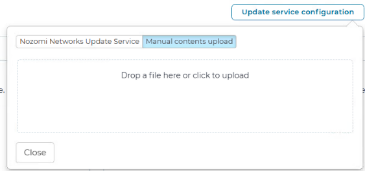 Update service configuration
Nozomi Networks Update Service Manual contents upload
Drop a file here or click to upload
Close